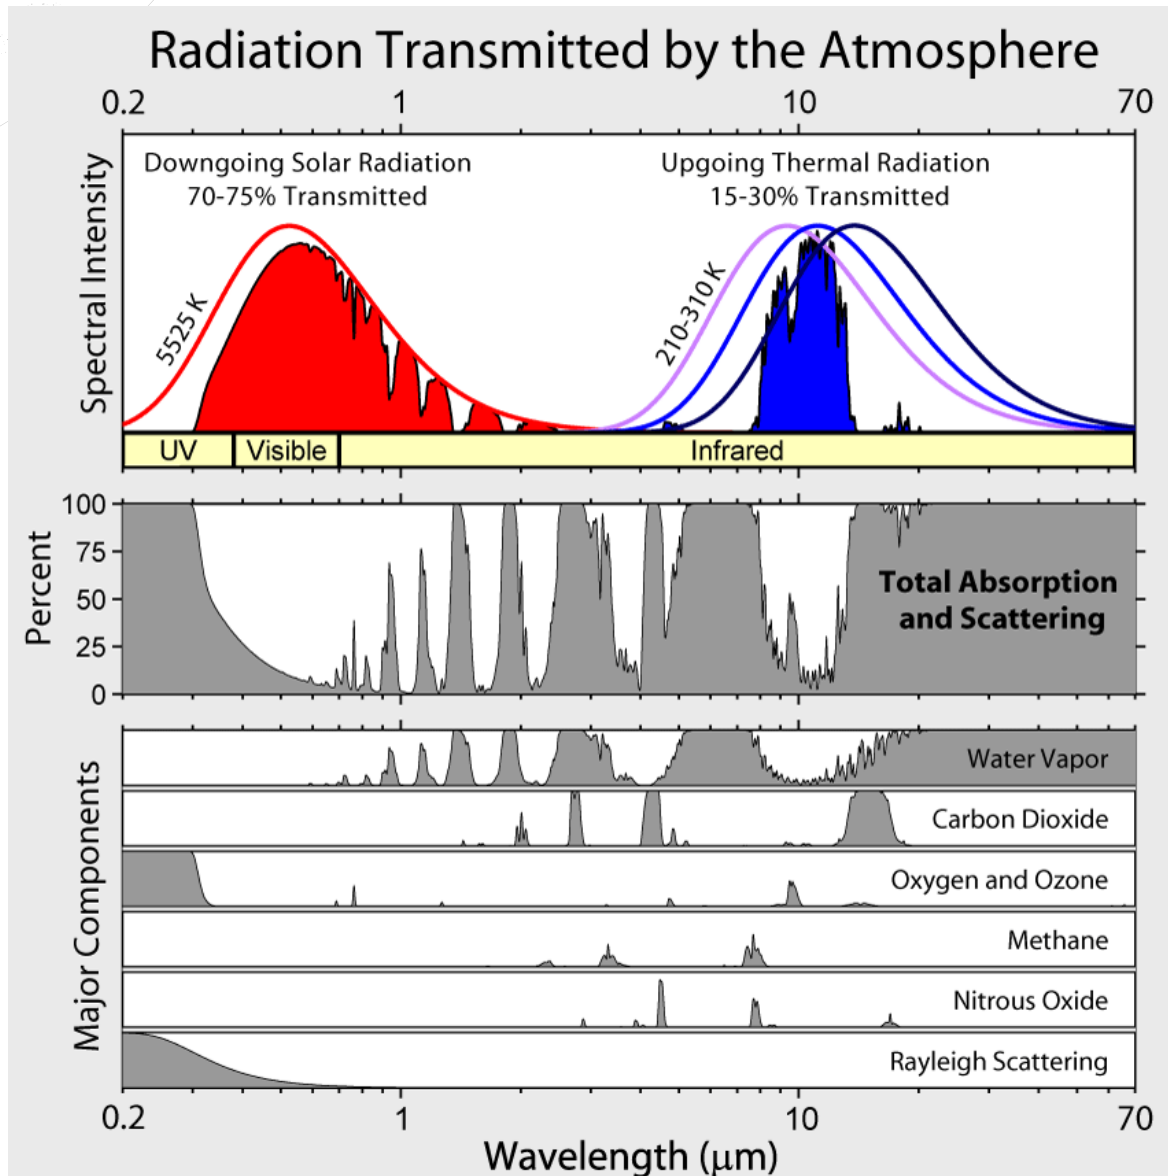 Radiation Transmitted by the Atmosphere
0.2 1 10 70
Downgoing Solar Radiation
70-75% Transmitted
Upgoing Thermal Radiation
15-30% Transmitted
Spectral Intensity
5525 K
210-310 K
UV Visible Infrared
Percent
100
75
50
25
0
Total Absorption
and Scattering
Major Components
Water Vapor
Carbon Dioxide
Oxygen and Ozone
Methane
Nitrous Oxide
Rayleigh Scattering
0.2 1 10 70
Wavelength (μm)